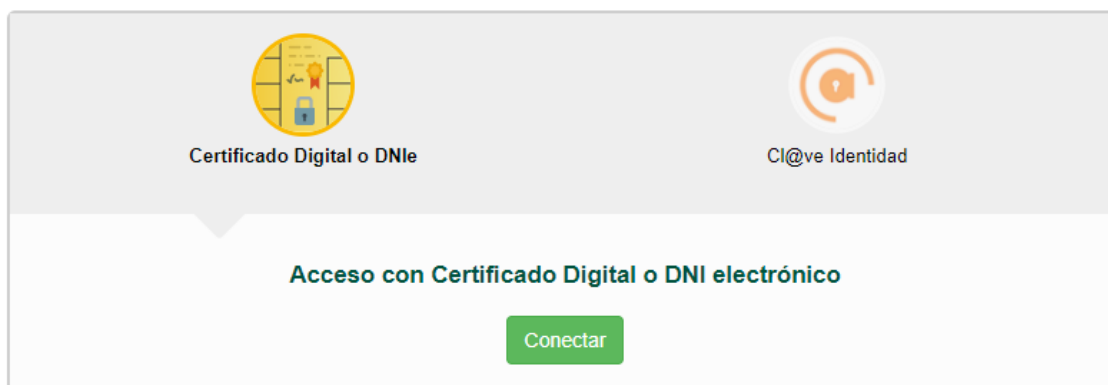 Certificado Digital o DNIe
Cl@ve Identidad
Acceso con Certificado Digital o DNI electrónico
Conectar